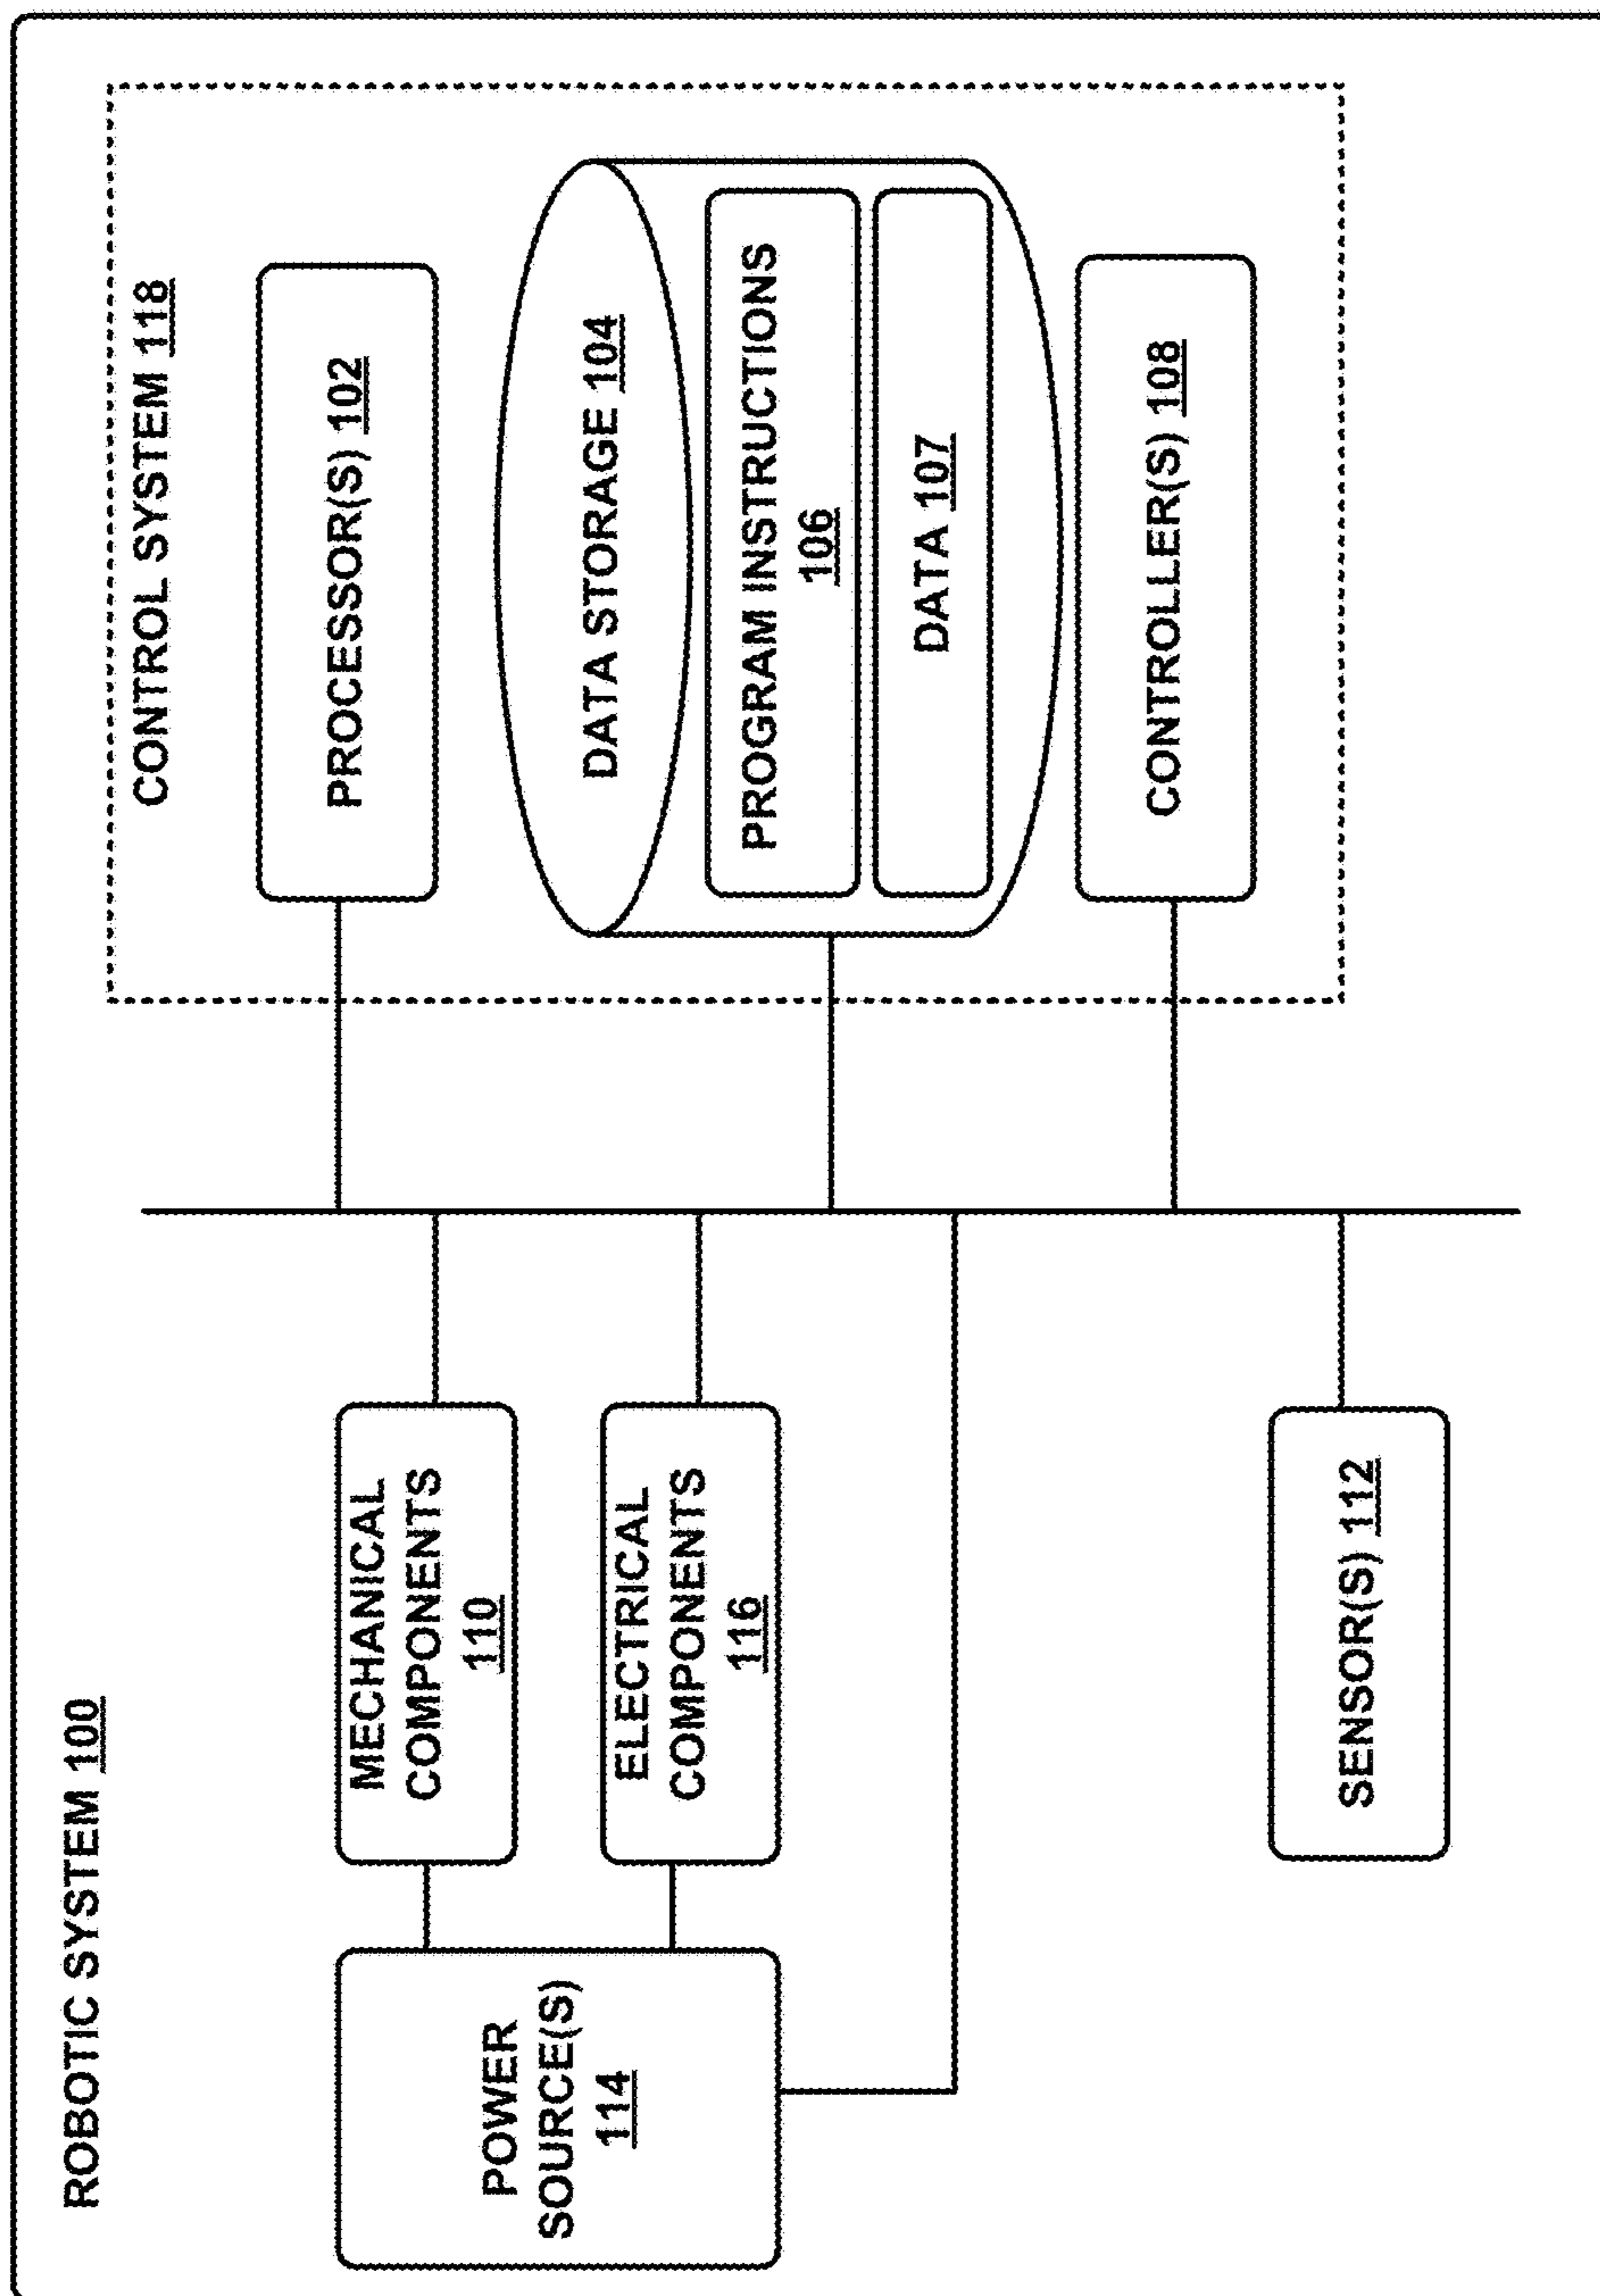 ROBOTIC SYSTEM 100
POWER
SOURCE(S)
114
MECHANICAL
COMPONENTS
110
ELECTRICAL
COMPONENTS
116
SENSOR(S) 112
CONTROL SYSTEM 118
PROCESSOR(S) 102
DATA STORAGE 104
PROGRAM INSTRUCTIONS
106
DATA 107
CONTROLLER(S) 108